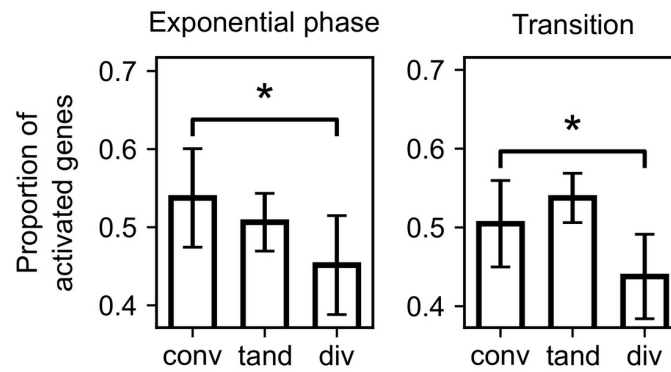 Exponential phase
Transition
Proportion of
activated genes
0.7
0.6
0.5
0.4
*
conv tand div
0.7
0.6
0.5
0.4
*
conv tand div